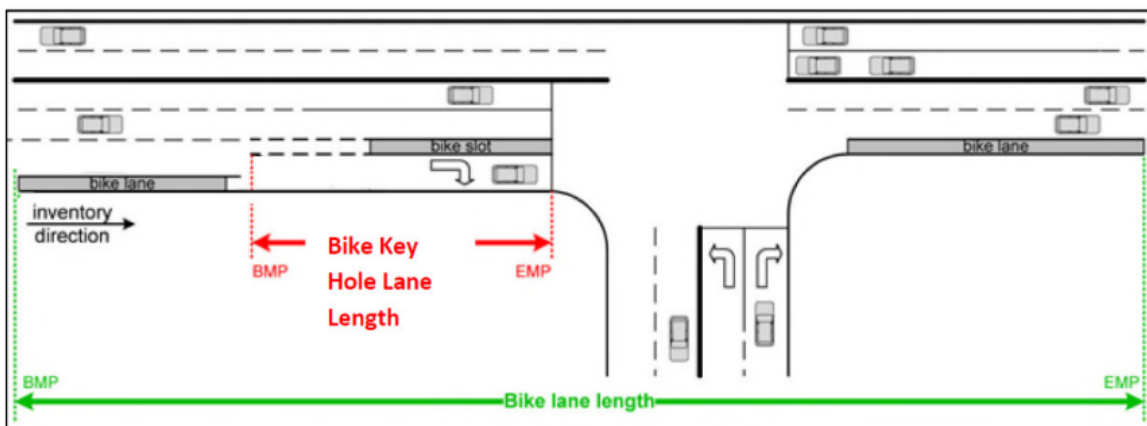 bike slot
bike lane
bike lane
inventory
direction
Bike Key
Hole Lane
Length
BMP
EMP
BMP
EMP
Bike lane length